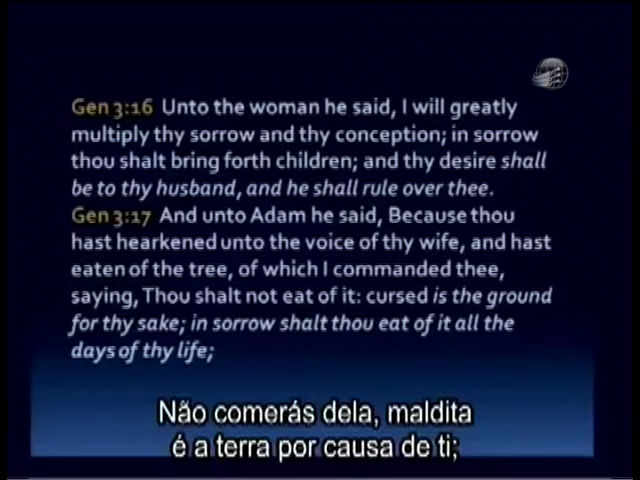 Gen 3:16 Unto the woman he said, I will greatly
multiply thy sorrow and thy conception; in sorrow
thou shalt bring forth children; and thy desire shall
be to thy husband, and he shall rule over thee.
Gen 3:17 And unto Adam he said, Because thou
hast hearkened unto the voice of thy wife, and hast
eaten of the tree, of which I commanded thee,
saying, Thou shalt not eat of it: cursed is the ground
for thy sake; in sorrow shalt thou eat of it all the
days of thy life;
Não comerás dela, maldita
é a terra por causa de ti;